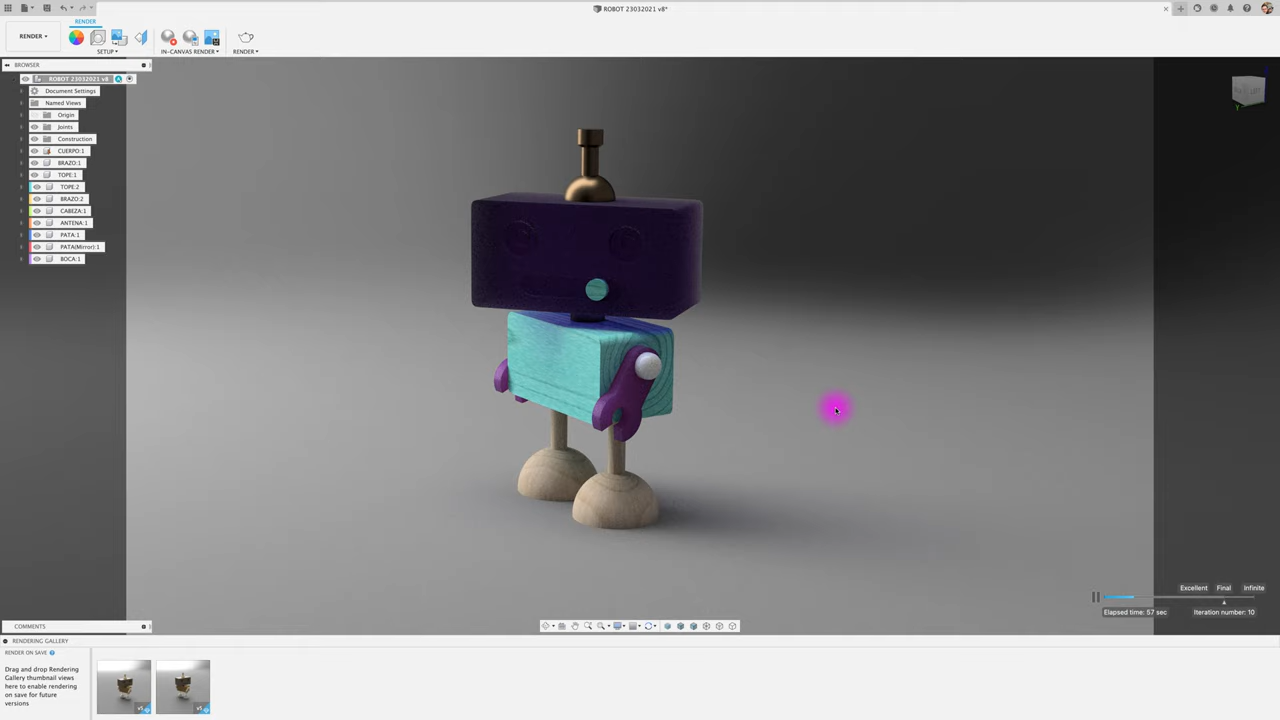 ROBOT 23032021 v8*
RENDER
RENDER
SETUP
IN-CANVAS RENDER
RENDER
BROWSER
ROBOT 23032021 v8
Document Settings
Named Views
Origin
Joints
Construction
CUERPO:1
BRAZO:1
TOPE:1
TOPE:2
BRAZO:2
CABEZA:1
ANTENA:1
PATA:1
PATA(Mirror):1
BOCA:1
Excellent Final Infinite
Elapsed time: 57 sec Iteration number: 10
COMMENTS
RENDERING GALLERY
RENDER ON SAVE
Drag and drop Rendering
Gallery thumbnail views
here to enable rendering
on save for future
versions